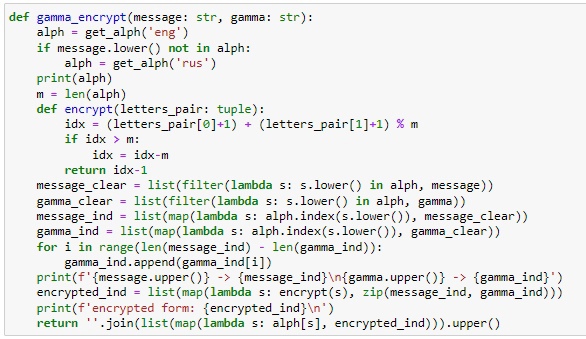 def gamma_encrypt(message: str, gamma: str):
    alph = get_alph('eng')
    if message.lower() not in alph:
        alph = get_alph('rus')
    print(alph)
    m = len(alph)
    def encrypt(letters_pair: tuple):
        idx = (letters_pair[0]+1) + (letters_pair[1]+1) % m
        if idx > m:
            idx = idx-m
        return idx-1
    message_clear = list(filter(lambda s: s.lower() in alph, message))
    gamma_clear = list(filter(lambda s: s.lower() in alph, gamma))
    message_ind = list(map(lambda s: alph.index(s.lower()), message_clear))
    gamma_ind = list(map(lambda s: alph.index(s.lower()), gamma_clear))
    for i in range(len(message_ind) - len(gamma_ind)):
        gamma_ind.append(gamma_ind[i])
    print(f'{message.upper()} -> {message_ind}\n{gamma.upper()} -> {gamma_ind}')
    encrypted_ind = list(map(lambda s: encrypt(s), zip(message_ind, gamma_ind)))
    print(f'encrypted form: {encrypted_ind}\n')
    return ''.join(list(map(lambda s: alph[s], encrypted_ind))).upper()